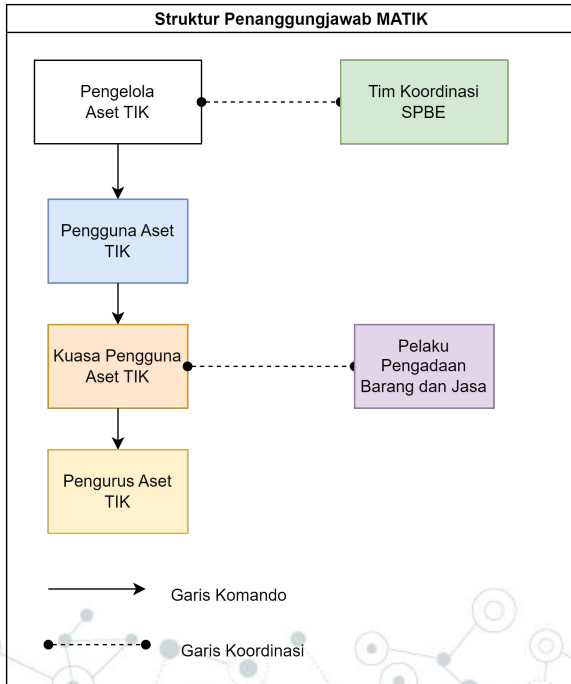 Struktur Penanggungjawab MATIK
Pengelola
Aset TIK
Tim Koordinasi
SPBE
Pengguna Aset
TIK
Kuasa Pengguna
Aset TIK
Pelaku
Pengadaan
Barang dan Jasa
Pengurus Aset
TIK
Garis Komando
Garis Koordinasi